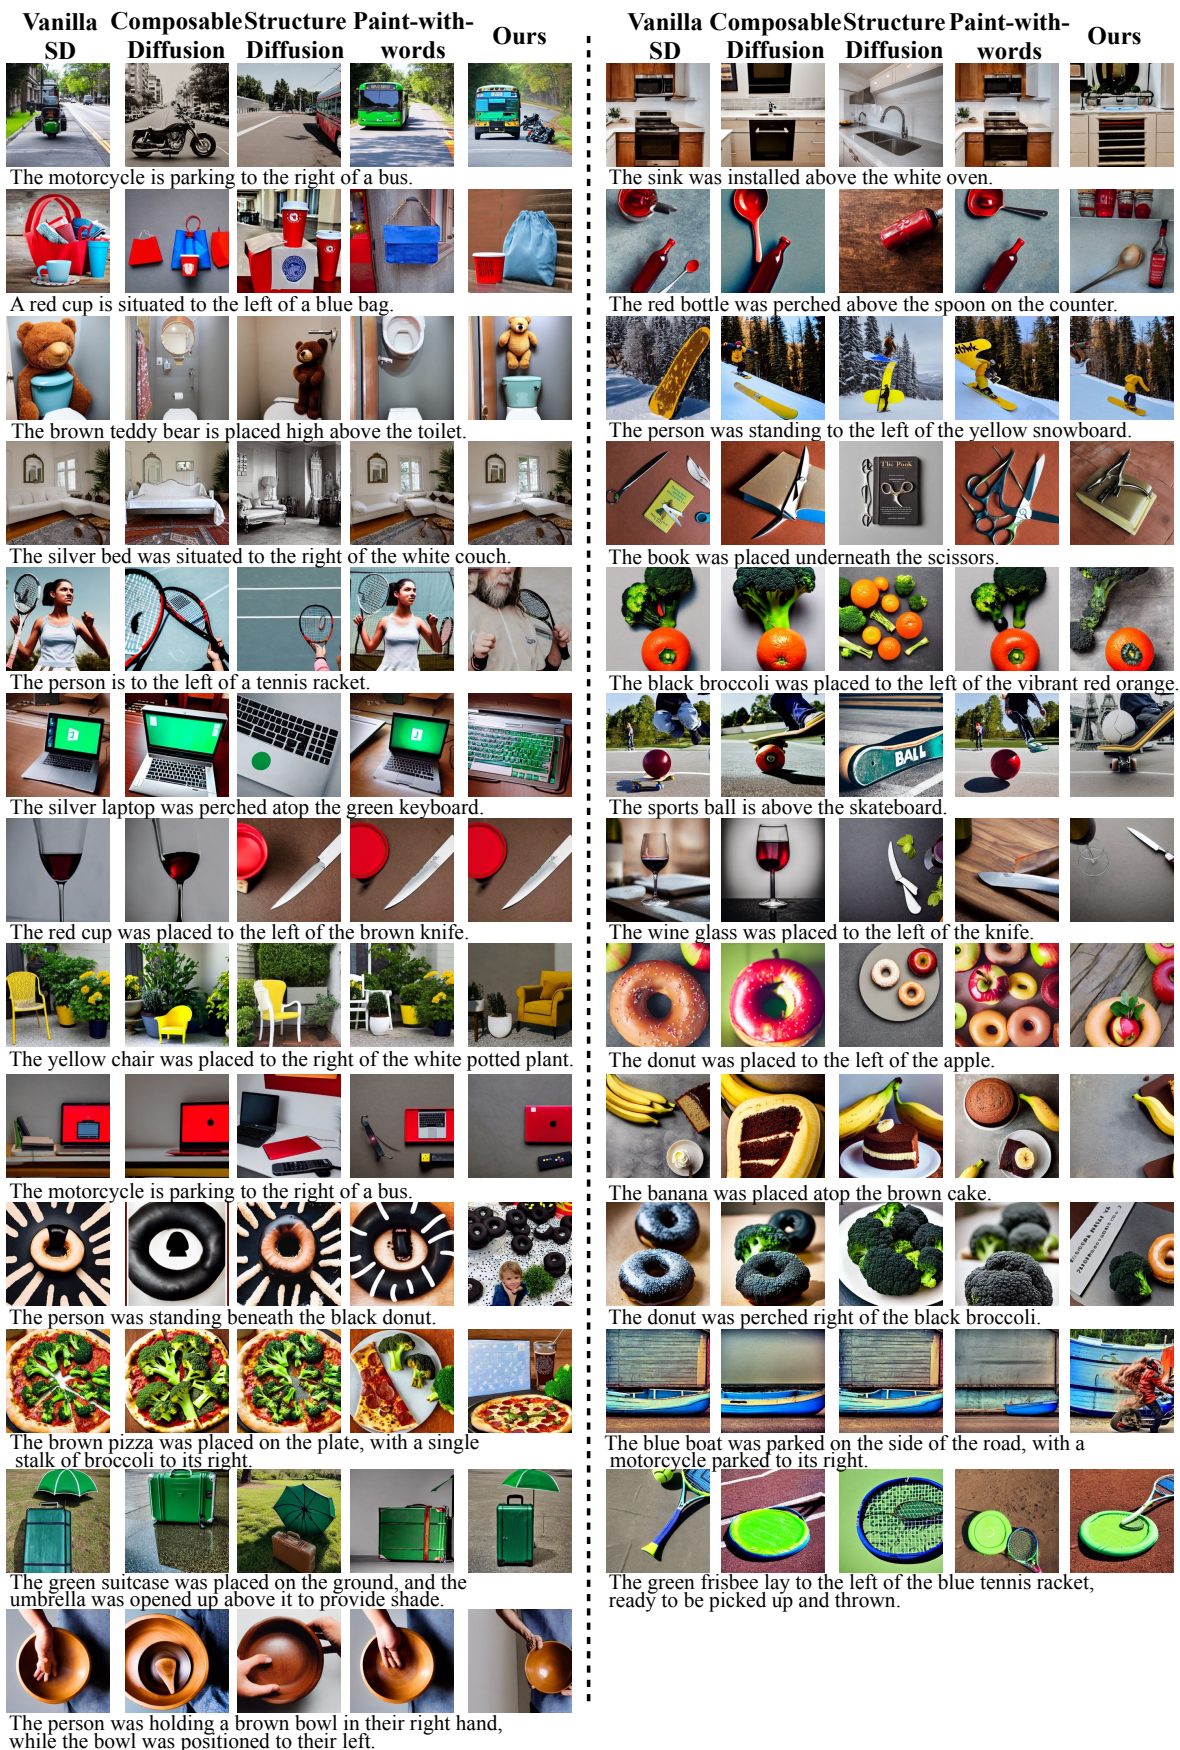 Vanilla SD
Composable Diffusion
Structure Diffusion
Paint-with-words
Ours
The motorcycle is parking to the right of a bus.
A red cup is situated to the left of a blue bag.
The brown teddy bear is placed high above the toilet.
The silver bed was situated to the right of the white couch.
The person is to the left of a tennis racket.
The silver laptop was perched atop the green keyboard.
The red cup was placed to the left of the brown knife.
The yellow chair was placed to the right of the white potted plant.
The motorcycle is parking to the right of a bus.
The person was standing beneath the black donut.
The brown pizza was placed on the plate, with a single
stalk of broccoli to its right.
The green suitcase was placed on the ground, and the
umbrella was opened up above it to provide shade.
The person was holding a brown bowl in their right hand,
while the bowl was positioned to their left.
Vanilla SD
Composable Diffusion
Structure Diffusion
Paint-with-words
Ours
The sink was installed above the white oven.
The red bottle was perched above the spoon on the counter.
The person was standing to the left of the yellow snowboard.
The Pook
The book was placed underneath the scissors.
The black broccoli was placed to the left of the vibrant red orange.
BALL
The sports ball is above the skateboard.
The wine glass was placed to the left of the knife.
The donut was placed to the left of the apple.
The banana was placed atop the brown cake.
The donut was perched right of the black broccoli.
The blue boat was parked on the side of the road, with a
motorcycle parked to its right.
The green frisbee lay to the left of the blue tennis racket,
ready to be picked up and thrown.